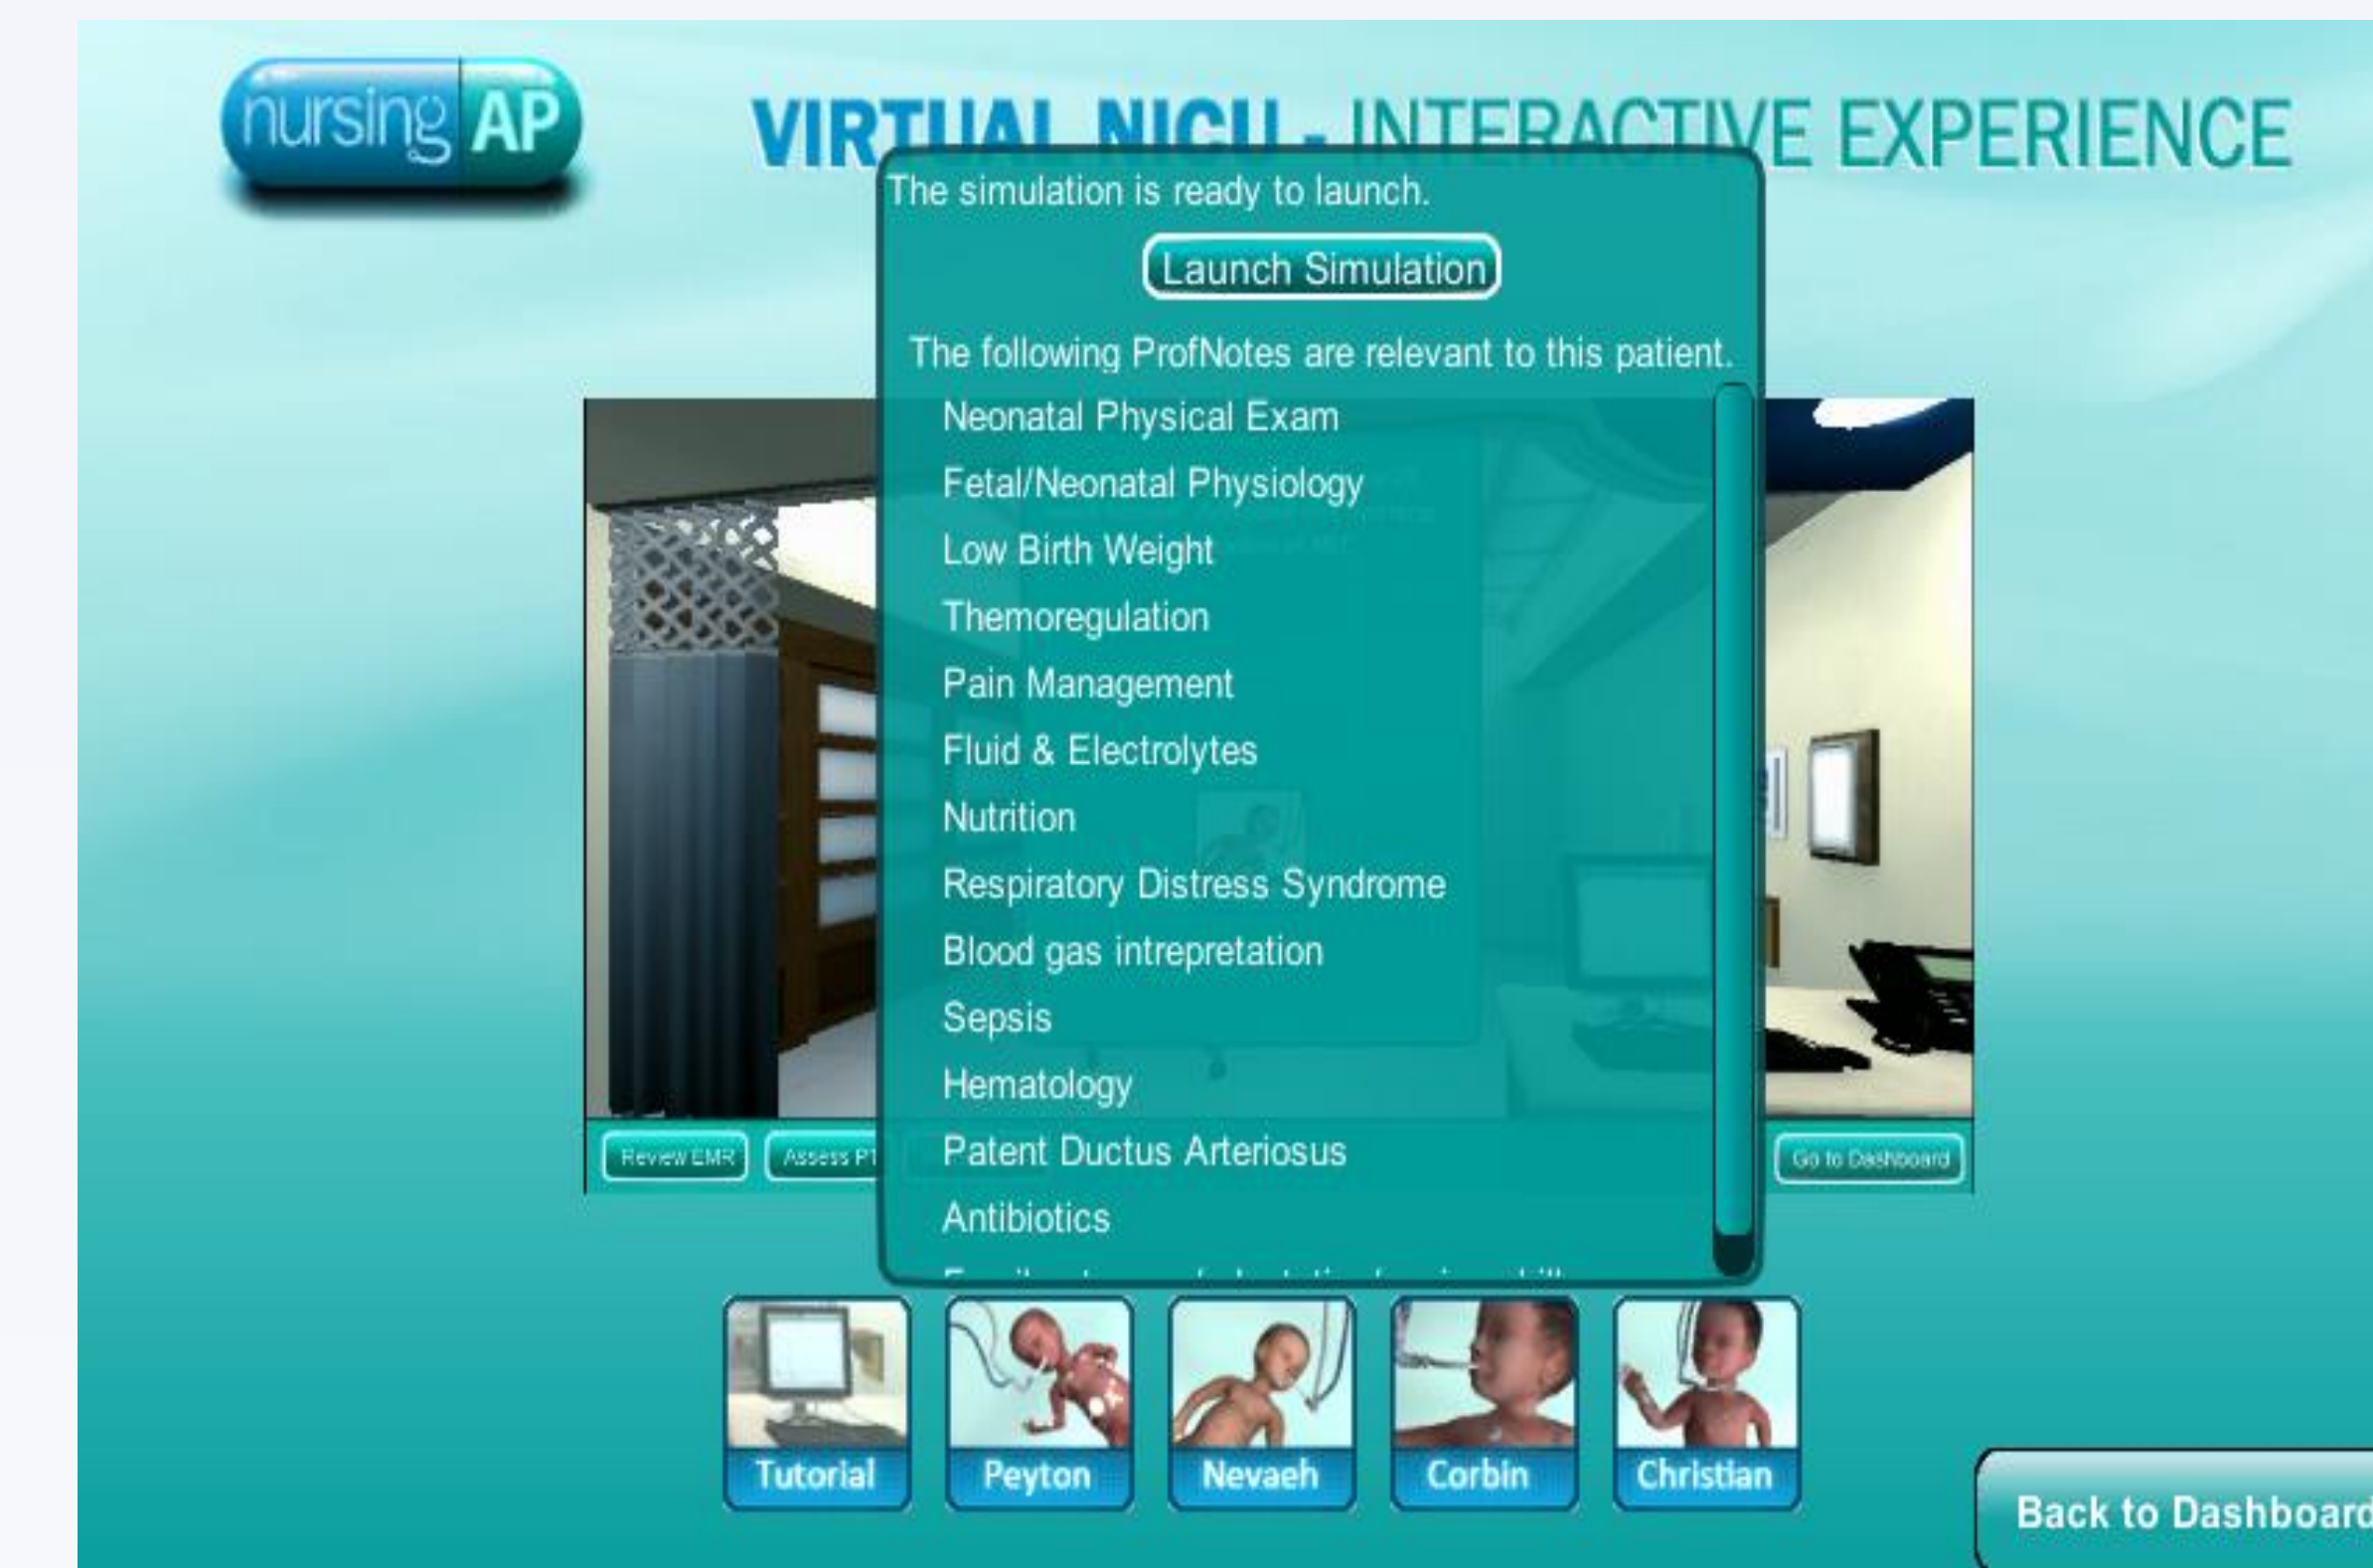 nursing AP
VIRTUAL NICU - INTERACTIVE EXPERIENCE
The simulation is ready to launch.
Launch Simulation
The following ProfNotes are relevant to this patient.
Neonatal Physical Exam
Fetal/Neonatal Physiology
Low Birth Weight
Themoregulation
Pain Management
Fluid & Electrolytes
Nutrition
Respiratory Distress Syndrome
Blood gas intrepretation
Sepsis
Hematology
Patent Ductus Arteriosus
Antibiotics
Review EMR
Assess PT
Go to Dashboard
Tutorial
Peyton
Nevaeh
Corbin
Christian
Back to Dashboard